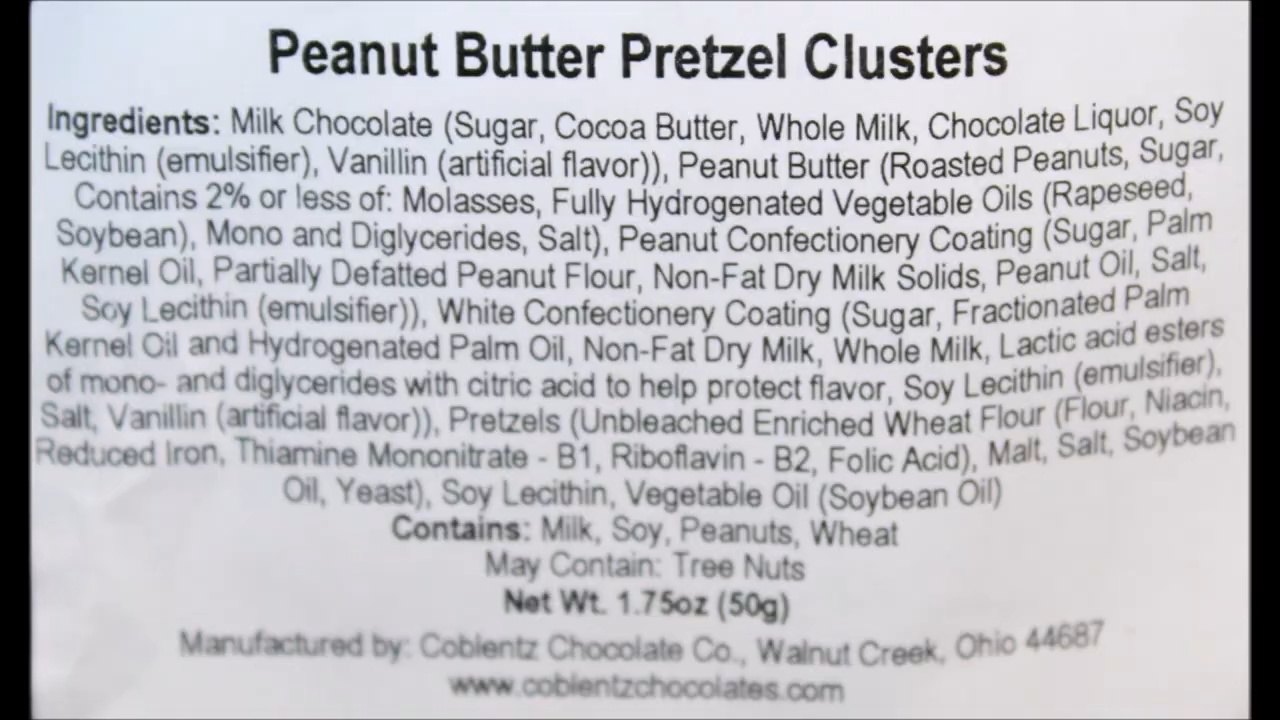 Peanut Butter Pretzel Clusters
Ingredients: Milk Chocolate (Sugar, Cocoa Butter, Whole Milk, Chocolate Liquor, Soy
Lecithin (emulsifier), Vanillin (artificial flavor)), Peanut Butter (Roasted Peanuts, Sugar,
Contains 2% or less of: Molasses, Fully Hydrogenated Vegetable Oils (Rapeseed,
Soybean), Mono and Diglycerides, Salt), Peanut Confectionery Coating (Sugar, Palm
Kernel Oil, Partially Defatted Peanut Flour, Non-Fat Dry Milk Solids, Peanut Oil, Salt,
Soy Lecithin (emulsifier)), White Confectionery Coating (Sugar, Fractionated Palm
Kernel Oil and Hydrogenated Palm Oil, Non-Fat Dry Milk, Whole Milk, Lactic acid esters
of mono- and diglycerides with citric acid to help protect flavor, Soy Lecithin (emulsifier),
Salt, Vanillin (artificial flavor)), Pretzels (Unbleached Enriched Wheat Flour (Flour, Niacin,
Reduced Iron, Thiamine Mononitrate - B1, Riboflavin - B2, Folic Acid), Malt, Salt, Soybean
Oil, Yeast), Soy Lecithin, Vegetable Oil (Soybean Oil)
Contains: Milk, Soy, Peanuts, Wheat
May Contain: Tree Nuts
Net Wt. 1.75oz (50g)
Manufactured by: Coblentz Chocolate Co., Walnut Creek, Ohio 44687
www.coblentzchocolates.com